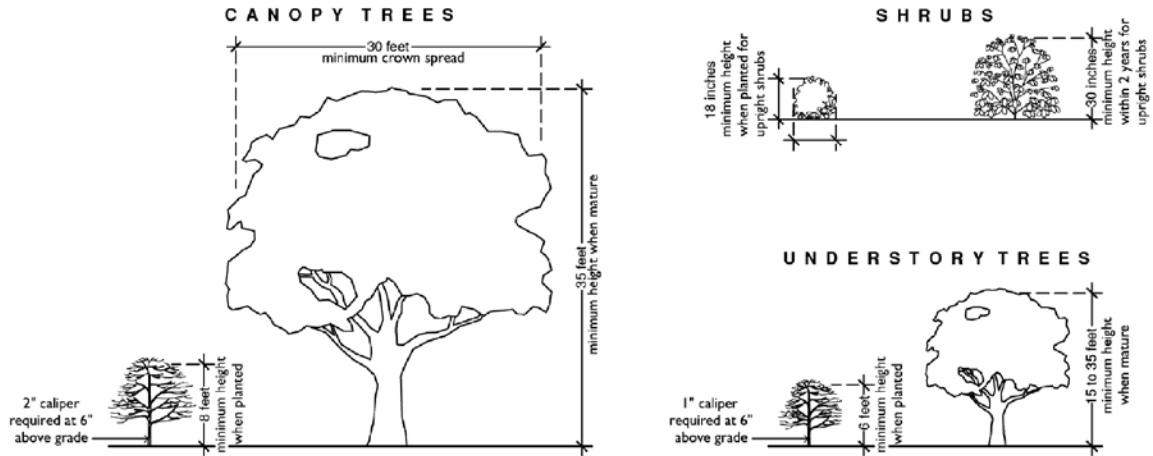 CANOPY TREES
30 feet
minimum crown spread
35 feet
minimum height when mature
8 feet
minimum height
when planted
2" caliper
required at 6"
above grade
SHRUBS
18 inches
minimum height
when planted for
upright shrubs
30 inches
minimum height
within 2 years for
upright shrubs
UNDERSTORY TREES
1" caliper
required at 6"
above grade
6 feet
minimum height
when planted
15 to 35 feet
minimum height
when mature